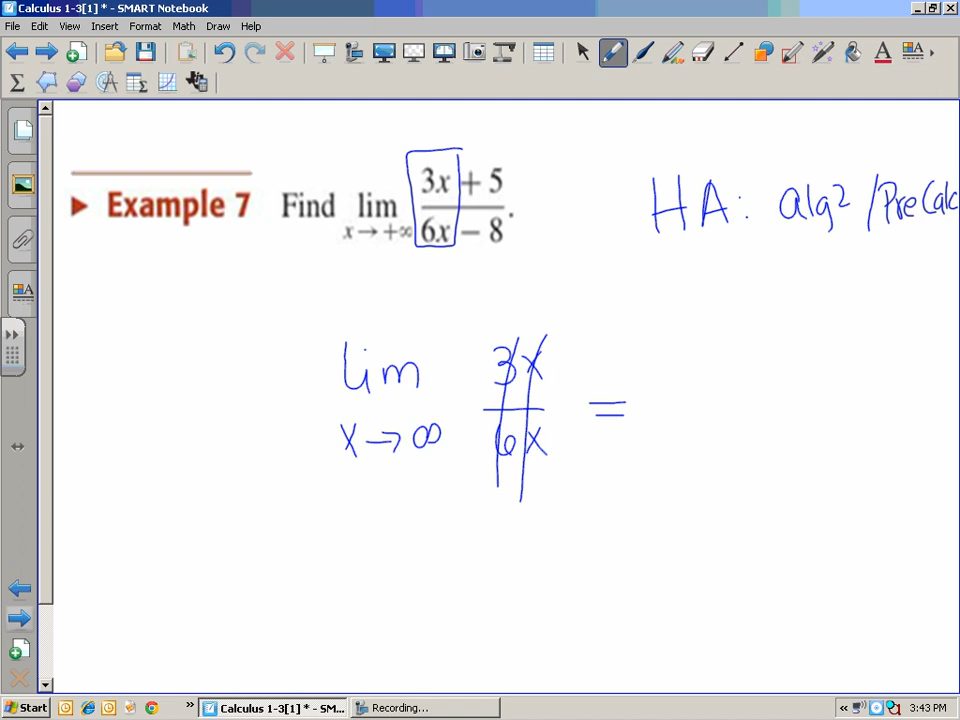 Calculus 1-3[1] * - SMART Notebook
File Edit View Insert Format Math Draw Help
Example 7 Find lim x→+∞ 3x + 5 / 6x − 8 .
HA: alg2 / PreCalc
lim x→∞ 3x / 6x =
Start
»
Calculus 1-3[1] * - SM...
Recording...
«
3:43 PM